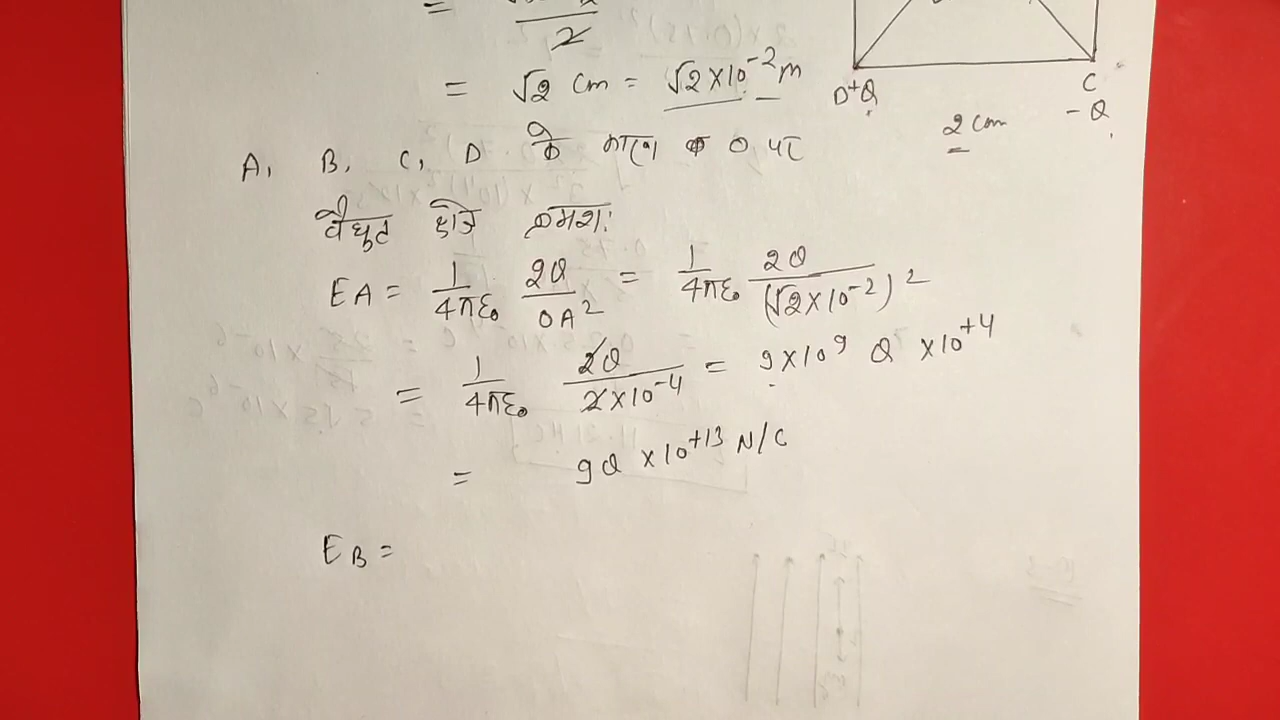 =
2
= √2 cm = √2×10⁻² m
D+Q
C
-Q
2 cm
A, B, C, D के कारण O पर
वैद्युत क्षेत्र क्रमशः
EA = 1/4πε₀ 2Q/OA² = 1/4πε₀ 2Q/(√2×10⁻²)²
= 1/4πε₀ 2Q/2×10⁻⁴ = 9×10⁹ Q ×10⁺⁴
= 9Q ×10⁺¹³ N/C
EB =